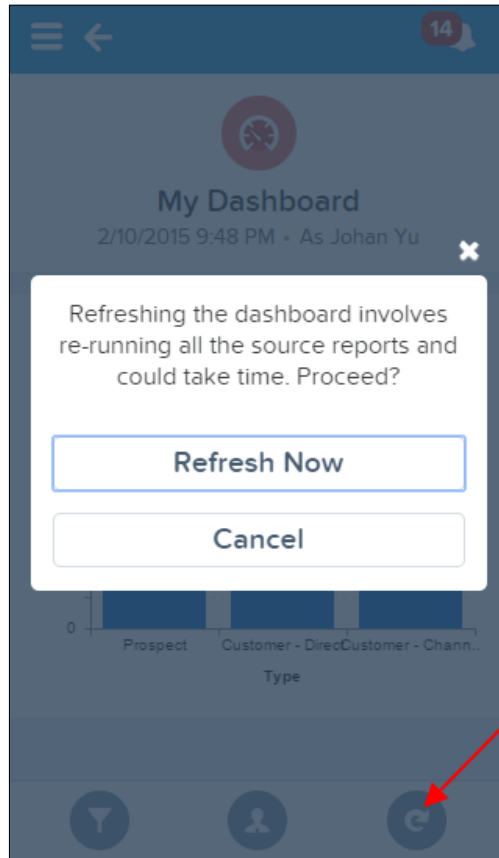 14
My Dashboard
2/10/2015 9:48 PM • As Johan Yu
Refreshing the dashboard involves
re-running all the source reports and
could take time. Proceed?
Refresh Now
Cancel
0
Prospect Customer - Direct Customer - Chann..
Type